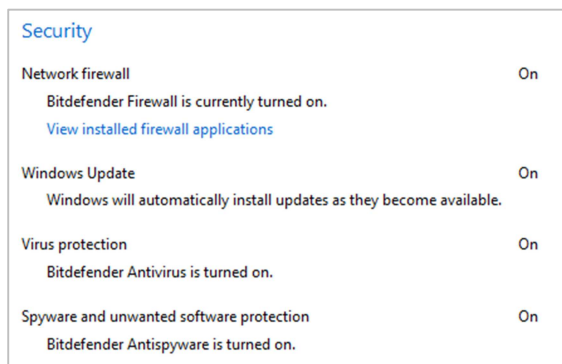 Security
Network firewall On
Bitdefender Firewall is currently turned on.
View installed firewall applications
Windows Update On
Windows will automatically install updates as they become available.
Virus protection On
Bitdefender Antivirus is turned on.
Spyware and unwanted software protection On
Bitdefender Antispyware is turned on.